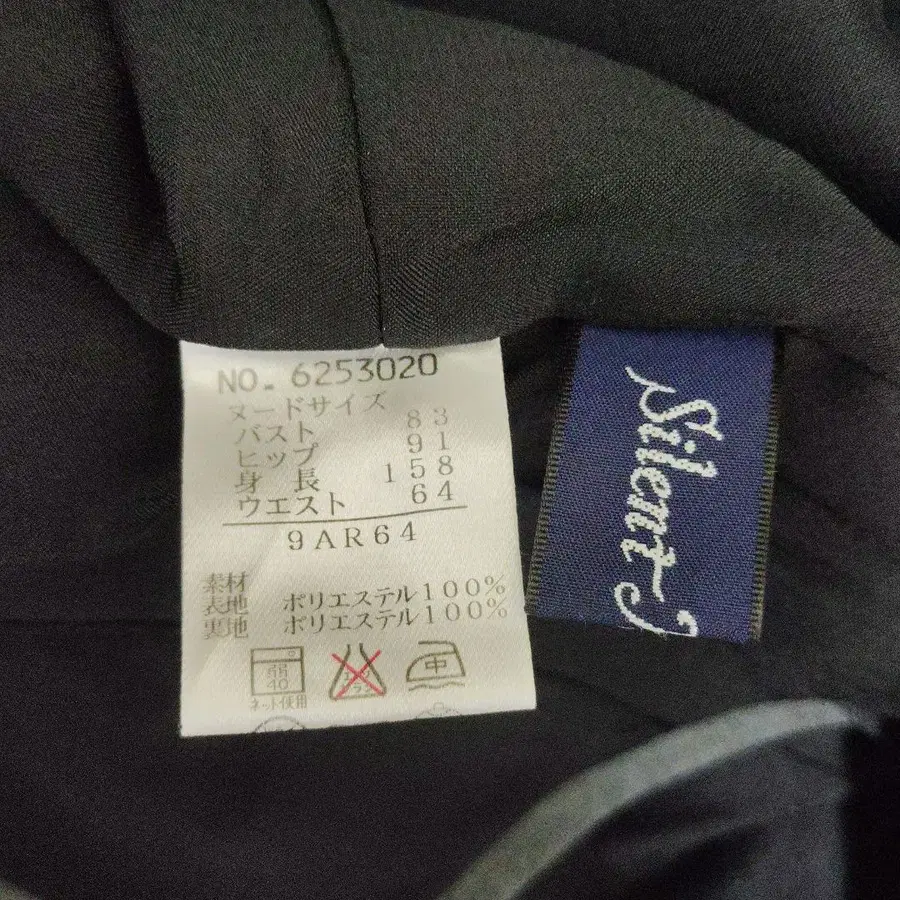 NO. 6253020
ヌードサイズ
バスト 83
ヒップ 91
身長 158
ウエスト 64
9AR64
素材
表地 ポリエステル100%
裏地 ポリエステル100%
弱
40
ネット使用
中
Silent-J